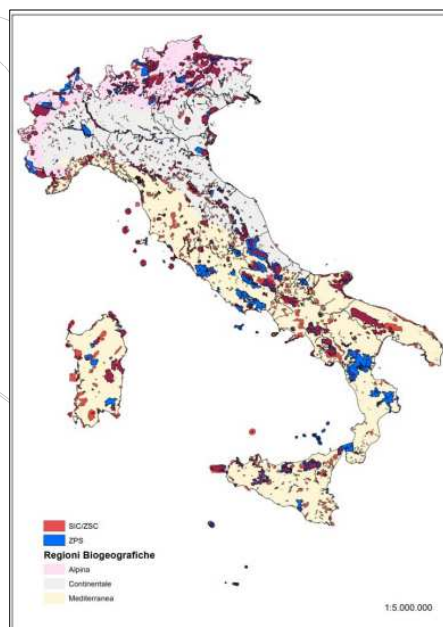 SIC/ZSC
ZPS
Regioni Biogeografiche
Alpina
Continentale
Mediterranea
1:5.000.000